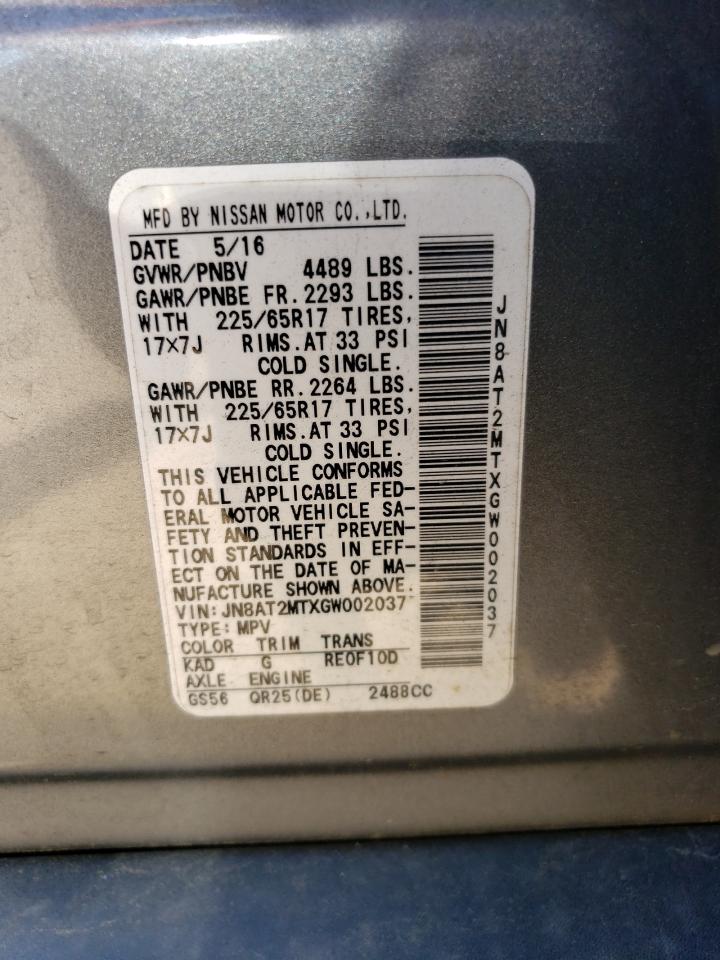 MFD BY NISSAN MOTOR CO.,LTD.
DATE 5/16
GVWR/PNBV 4489 LBS.
GAWR/PNBE FR. 2293 LBS.
WITH 225/65R17 TIRES,
17×7J RIMS.AT 33 PSI
COLD SINGLE.
GAWR/PNBE RR. 2264 LBS.
WITH 225/65R17 TIRES,
17×7J RIMS.AT 33 PSI
COLD SINGLE.
THIS VEHICLE CONFORMS
TO ALL APPLICABLE FED-
ERAL MOTOR VEHICLE SA-
FETY AND THEFT PREVEN-
TION STANDARDS IN EFF-
ECT ON THE DATE OF MA-
NUFACTURE SHOWN ABOVE.
VIN: JN8AT2MTXGW002037
TYPE: MPV
COLOR TRIM TRANS
KAD G RE0F10D
AXLE ENGINE
GS56 QR25(DE) 2488CC
JN8AT2MTXGW002037